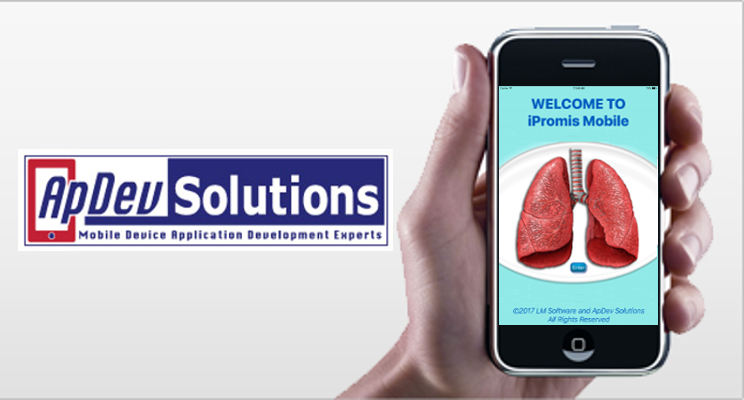 ApDev Solutions
Mobile Device Application Development Experts
WELCOME TO
iPromis Mobile
©2017 LM Software and ApDev Solutions
All Rights Reserved